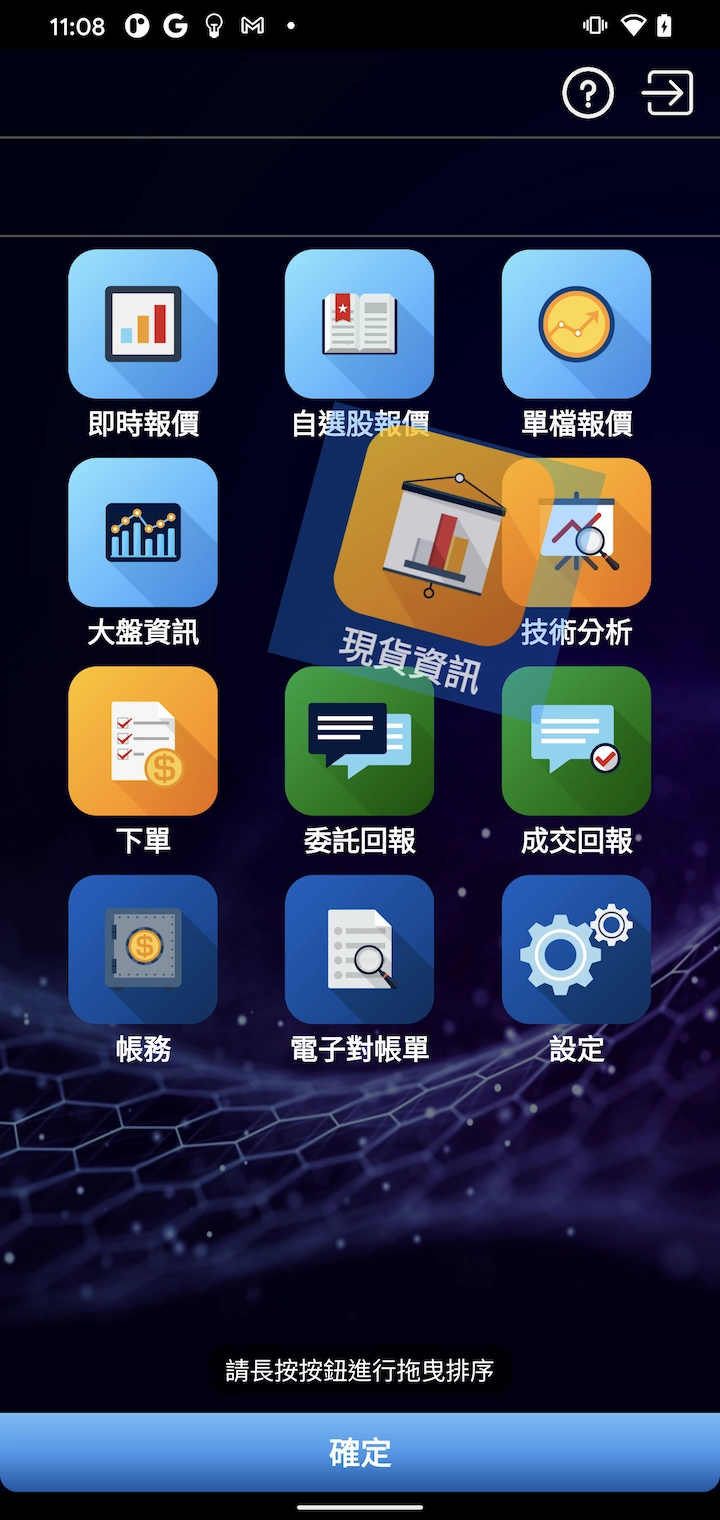 11:08
即時報價
自選股報價
單檔報價
大盤資訊
現貨資訊
技術分析
下單
委託回報
成交回報
帳務
電子對帳單
設定
請長按按鈕進行拖曳排序
確定